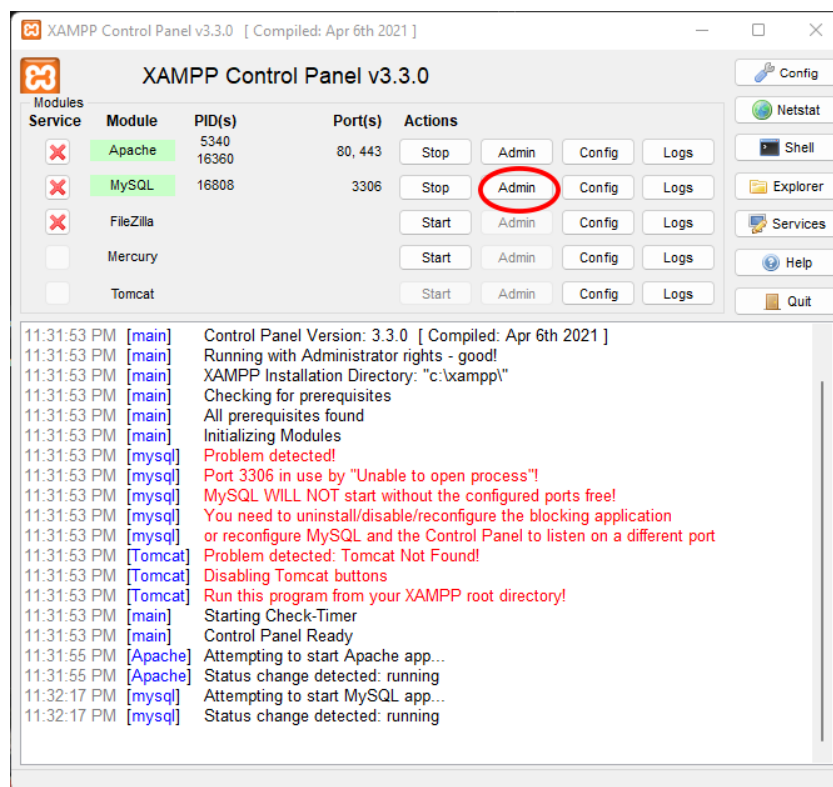 XAMPP Control Panel v3.3.0 [ Compiled: Apr 6th 2021 ]
XAMPP Control Panel v3.3.0
Config
Modules
Service Module PID(s) Port(s) Actions
Netstat
Apache 5340 16360 80, 443 Stop Admin Config Logs
Shell
MySQL 16808 3306 Stop Admin Config Logs
Explorer
FileZilla Start Admin Config Logs
Services
Mercury Start Admin Config Logs
Help
Tomcat Start Admin Config Logs
Quit
11:31:53 PM [main] Control Panel Version: 3.3.0 [ Compiled: Apr 6th 2021 ]
11:31:53 PM [main] Running with Administrator rights - good!
11:31:53 PM [main] XAMPP Installation Directory: "c:\xampp\"
11:31:53 PM [main] Checking for prerequisites
11:31:53 PM [main] All prerequisites found
11:31:53 PM [main] Initializing Modules
11:31:53 PM [mysql] Problem detected!
11:31:53 PM [mysql] Port 3306 in use by "Unable to open process"!
11:31:53 PM [mysql] MySQL WILL NOT start without the configured ports free!
11:31:53 PM [mysql] You need to uninstall/disable/reconfigure the blocking application
11:31:53 PM [mysql] or reconfigure MySQL and the Control Panel to listen on a different port
11:31:53 PM [Tomcat] Problem detected: Tomcat Not Found!
11:31:53 PM [Tomcat] Disabling Tomcat buttons
11:31:53 PM [Tomcat] Run this program from your XAMPP root directory!
11:31:53 PM [main] Starting Check-Timer
11:31:53 PM [main] Control Panel Ready
11:31:55 PM [Apache] Attempting to start Apache app...
11:31:55 PM [Apache] Status change detected: running
11:32:17 PM [mysql] Attempting to start MySQL app...
11:32:17 PM [mysql] Status change detected: running